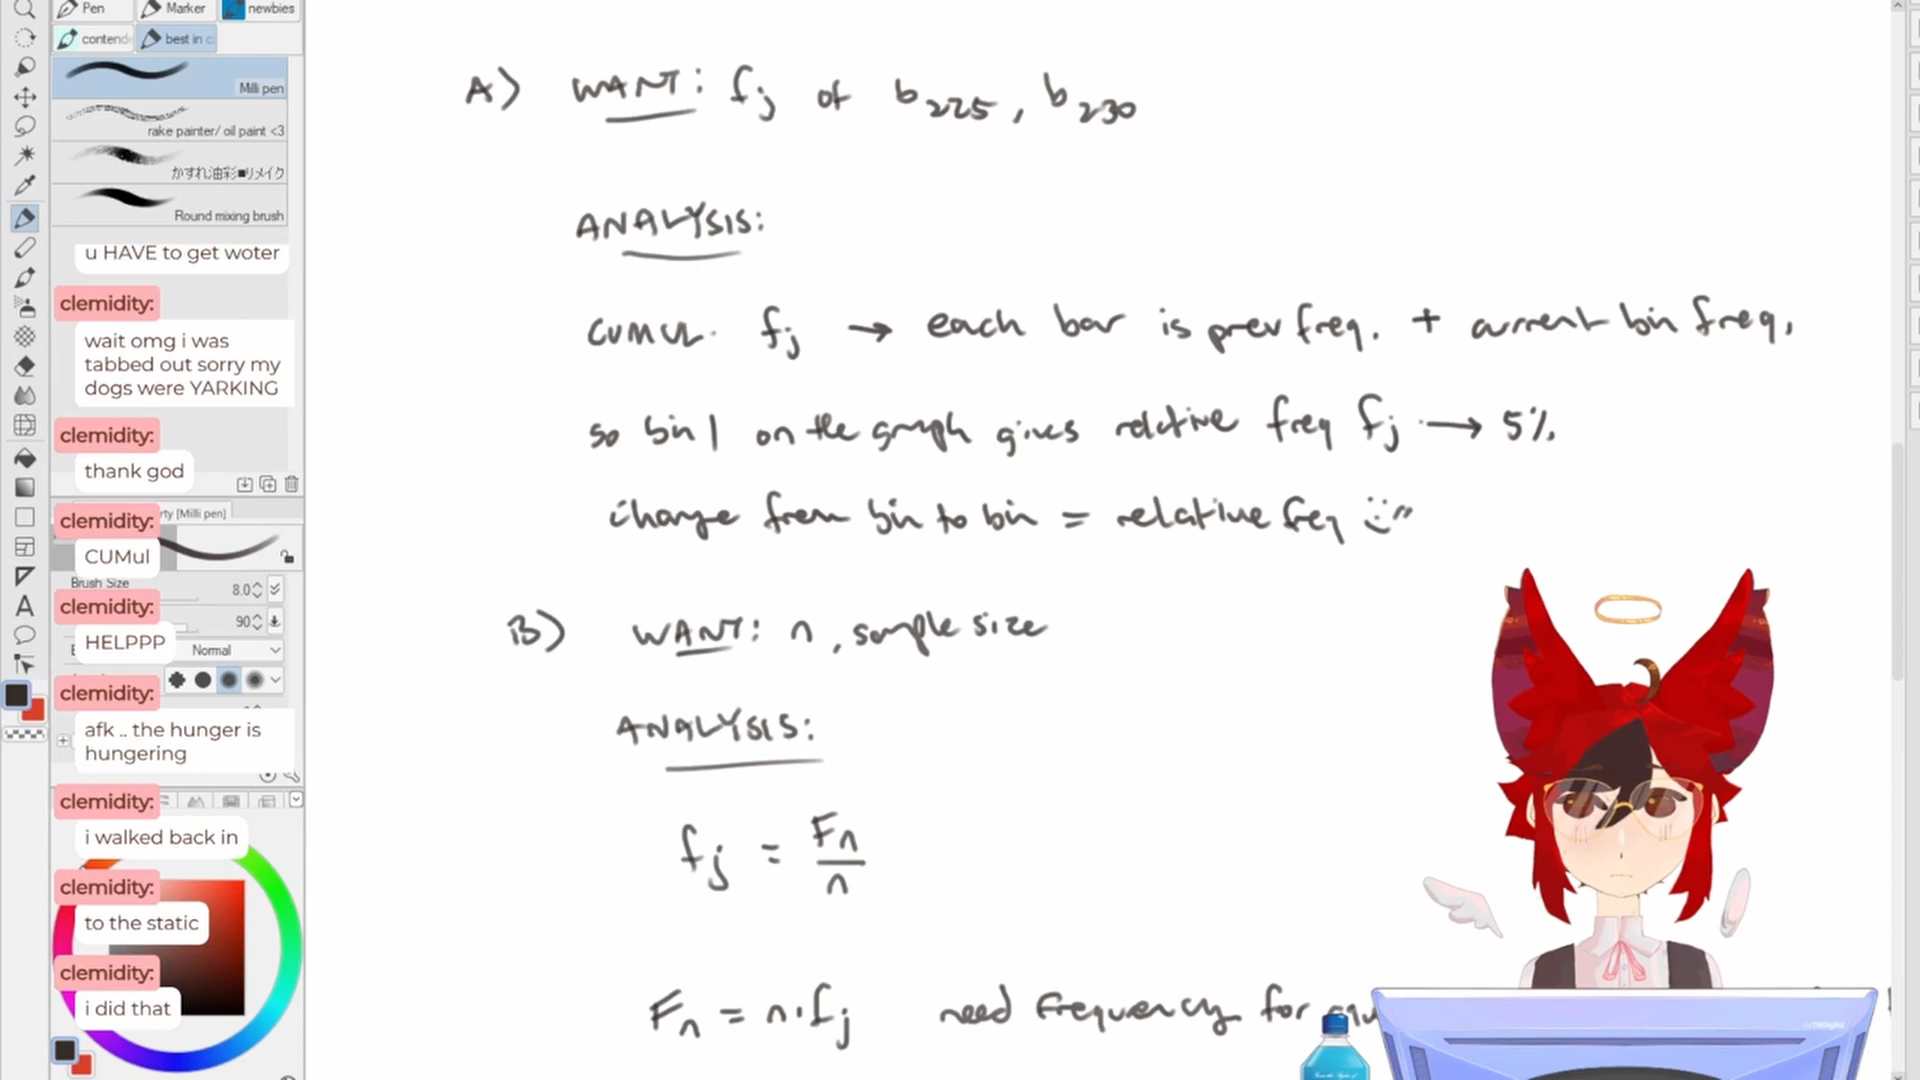 Pen Marker newbies
contend best in c
Milli pen
rake painter/ oil paint <3
かすれ油彩■リメイク
Round mixing brush
u HAVE to get woter
clemidity:
wait omg i was
tabbed out sorry my
dogs were YARKING
clemidity:
thank god
clemidity:
rty [Milli pen]
CUMul
Brush Size 8.0
clemidity:
90
HELPPP
Normal
clemidity:
afk .. the hunger is
hungering
clemidity:
i walked back in
clemidity:
to the static
clemidity:
i did that
A) WANT: fj of b225, b230
ANALYSIS:
CUMUL. fj → each bar is prev freq. + current bin freq.
so bin 1 on the graph gives relative freq fj → 5%
change from bin to bin = relative freq :)"
B) WANT: n, sample size
ANALYSIS:
fj = Fn/n
Fn = n·fj need frequency for